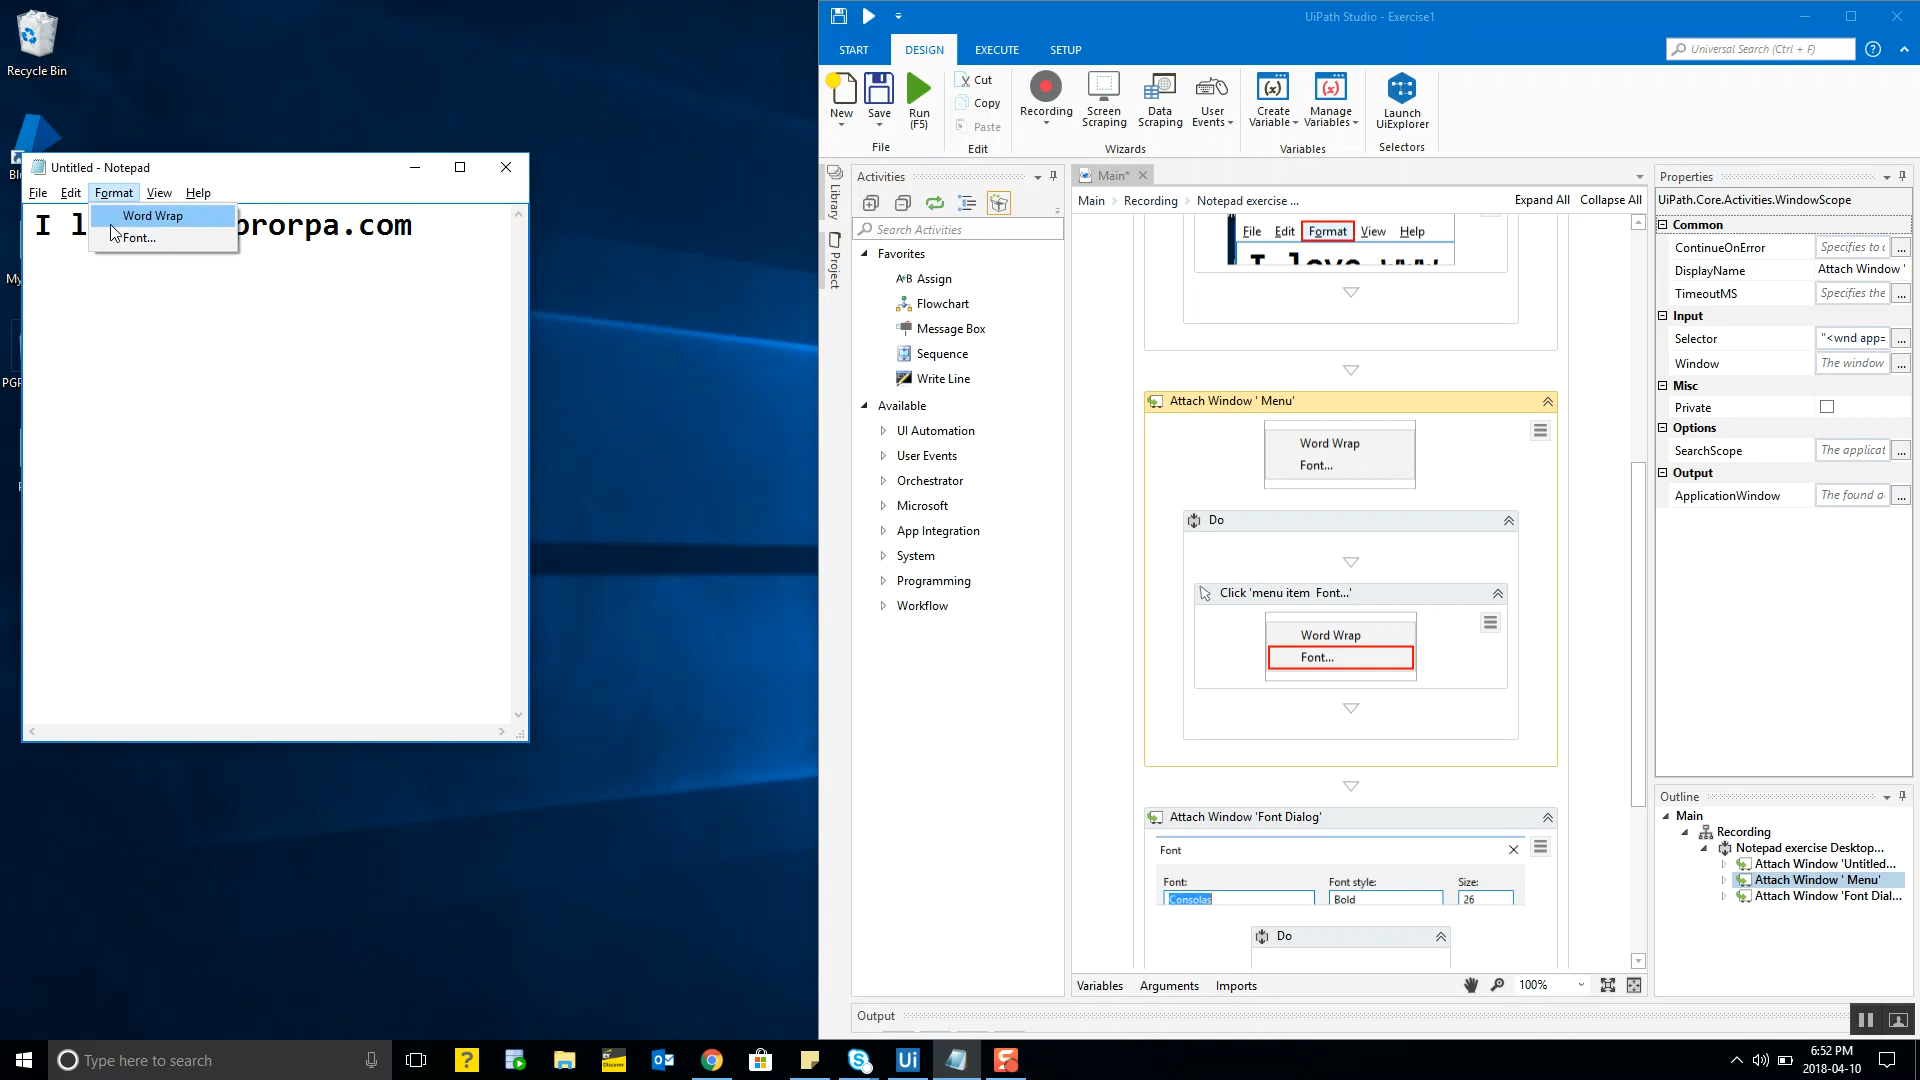 Recycle Bin
Untitled - Notepad
File Edit Format View Help
Word Wrap
Font...
I l prorpa.com
UiPath Studio - Exercise1
START DESIGN EXECUTE SETUP
Universal Search (Ctrl + F)
New Save Run (F5)
Cut
Copy
Paste
Recording
Screen Scraping
Data Scraping
User Events
Create Variable
Manage Variables
Launch UiExplorer
File Edit Wizards Variables Selectors
Library
Project
Activities
Search Activities
Favorites
A+B Assign
Flowchart
Message Box
Sequence
Write Line
Available
UI Automation
User Events
Orchestrator
Microsoft
App Integration
System
Programming
Workflow
Main*
Main Recording Notepad exercise ... Expand All Collapse All
File Edit Format View Help
I love www
Attach Window ' Menu'
Word Wrap
Font...
Do
Click 'menu item Font...'
Word Wrap
Font...
Attach Window 'Font Dialog'
Font
Font: Font style: Size:
Consolas Bold 26
Do
Variables Arguments Imports 100%
Output
Properties
UiPath.Core.Activities.WindowScope
Common
ContinueOnError Specifies to c ...
DisplayName Attach Window '
TimeoutMS Specifies the ...
Input
Selector "<wnd app= ...
Window The window ...
Misc
Private
Options
SearchScope The applicat ...
Output
ApplicationWindow The found a ...
Outline
Main
Recording
Notepad exercise Desktop...
Attach Window 'Untitled...
Attach Window ' Menu'
Attach Window 'Font Dial...
Type here to search
Ui
6:52 PM
2018-04-10